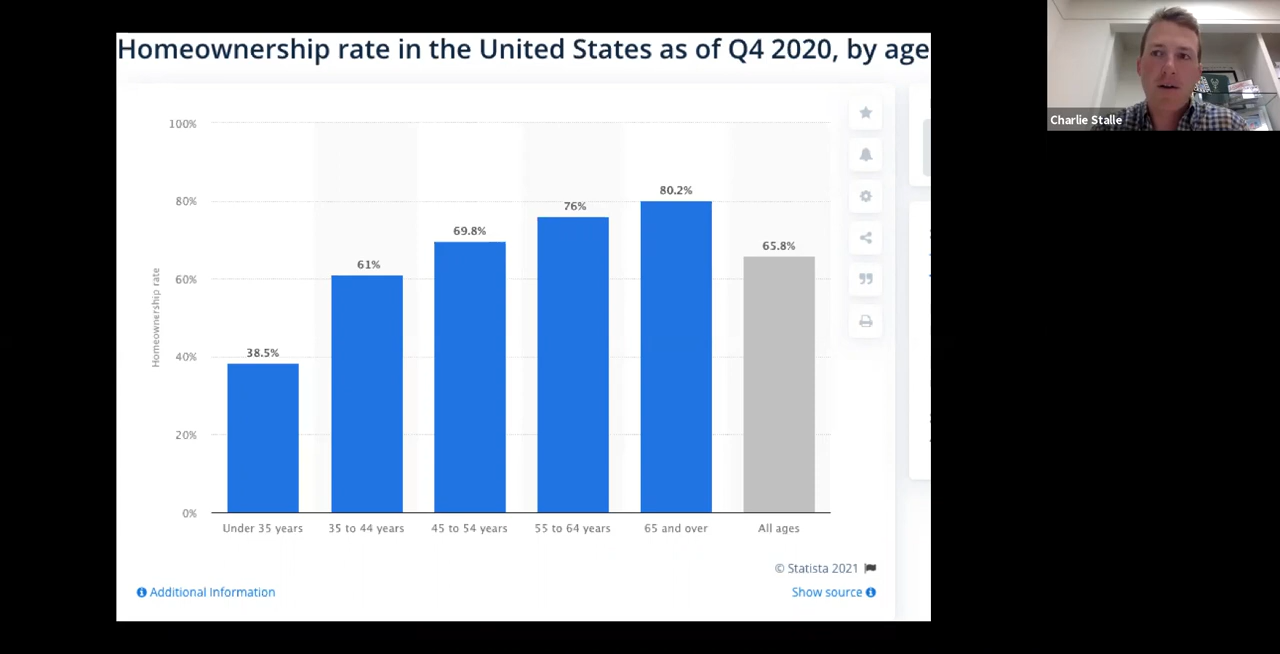 Homeownership rate in the United States as of Q4 2020, by age
Charlie Stalle
100%
80%
60%
40%
20%
0%
Homeownership rate
38.5%
61%
69.8%
76%
80.2%
65.8%
Under 35 years
35 to 44 years
45 to 54 years
55 to 64 years
65 and over
All ages
© Statista 2021
Additional Information
Show source